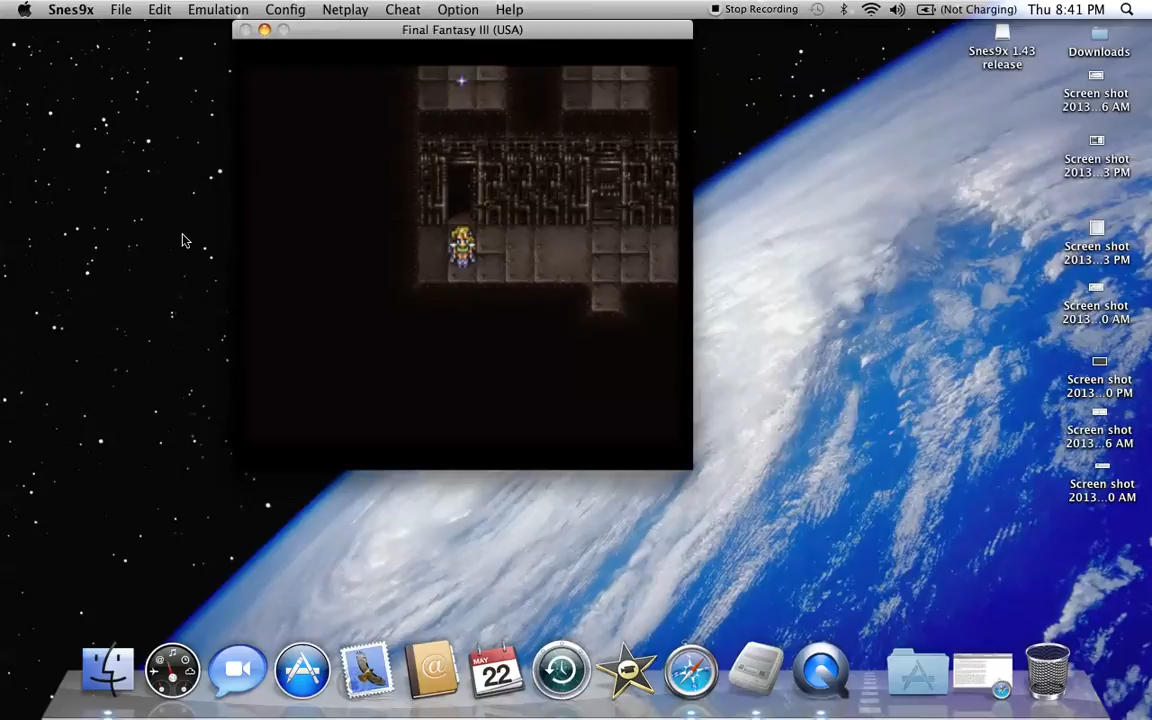 Snes9x File Edit Emulation Config Netplay Cheat Option Help Stop Recording (Not Charging) Thu 8:41 PM
Final Fantasy III (USA)
Snes9x 1.43
release
Downloads
Screen shot
2013...6 AM
Screen shot
2013...3 PM
Screen shot
2013...3 PM
Screen shot
2013...0 AM
Screen shot
2013...0 PM
Screen shot
2013...6 AM
Screen shot
2013...0 AM
MAY
22